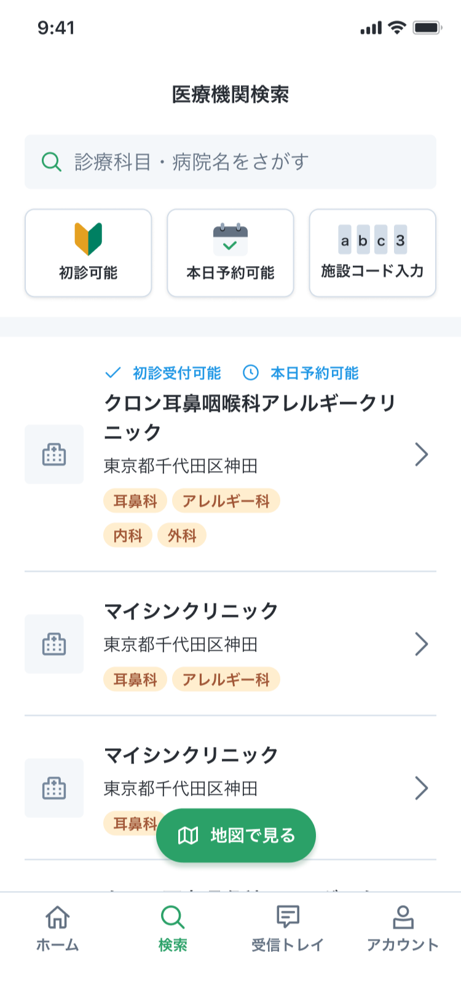 9:41
医療機関検索
診療科目・病院名をさがす
初診可能
本日予約可能
a b c 3
施設コード入力
初診受付可能 本日予約可能
クロン耳鼻咽喉科アレルギークリ
ニック
東京都千代田区神田
耳鼻科 アレルギー科
内科 外科
マイシンクリニック
東京都千代田区神田
耳鼻科 アレルギー科
マイシンクリニック
東京都千代田区神田
耳鼻科
地図で見る
ホーム 検索 受信トレイ アカウント